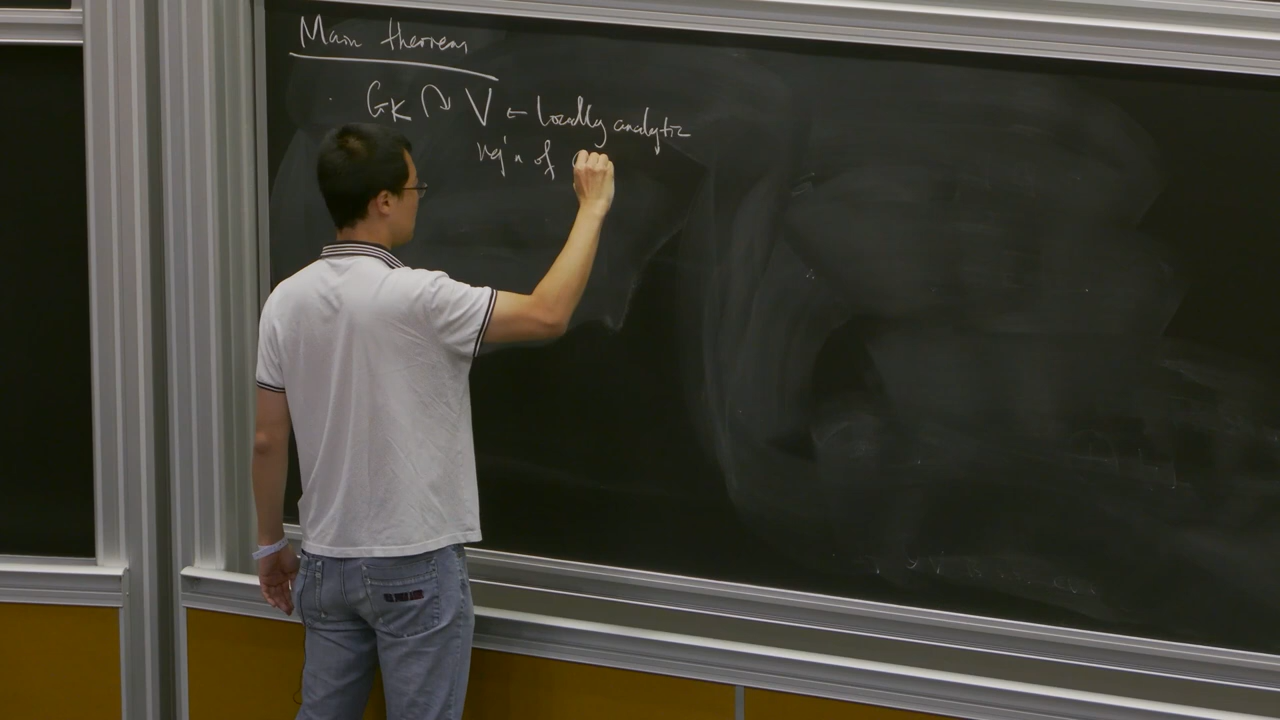 Main theorem
G_K ↷ V ← locally analytic
rep'n of